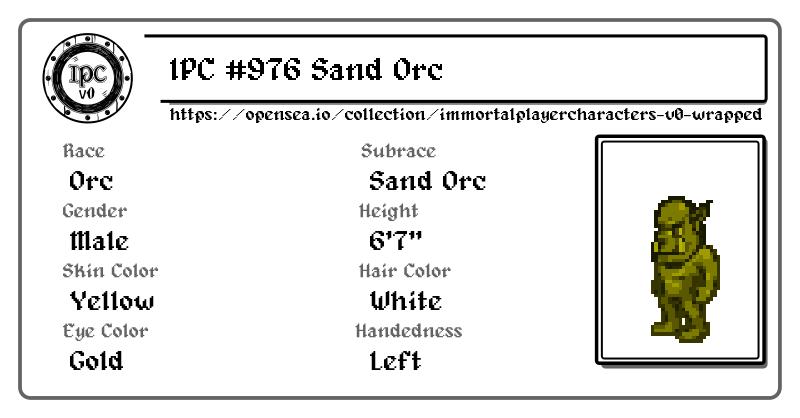 IPC
v0
IPC #976 Sand Orc
https://opensea.io/collection/immortalplayercharacters-v0-wrapped
Race
Subrace
Orc
Sand Orc
Gender
Height
Male
6'7"
Skin Color
Hair Color
Yellow
White
Eye Color
Handedness
Gold
Left